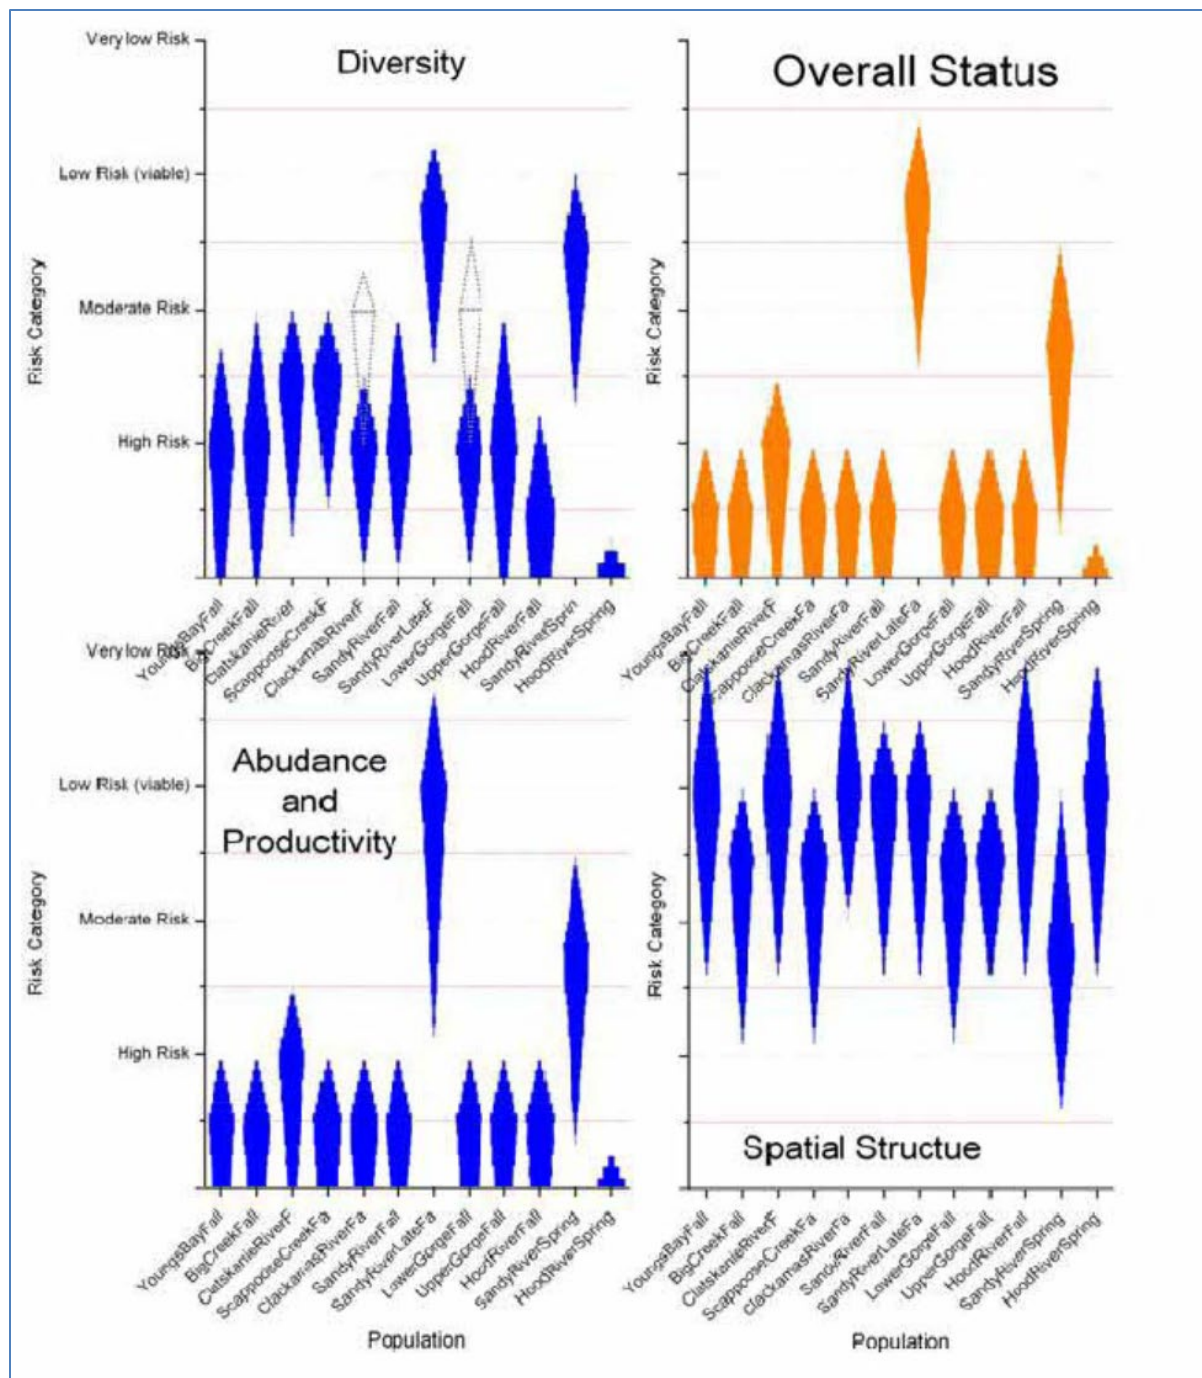 Diversity
Very low Risk
Low Risk (viable)
Moderate Risk
High Risk
Risk Category
YoungsBayFall
BigCreekFall
ClatskanieRiver
ScappooseCreekF
ClackamasRiverF
SandyRiverFall
SandyRiverLateF
LowerGorgeFall
UpperGorgeFall
HoodRiverFall
SandyRiverSprin
HoodRiverSpring
Overall Status
Risk Category
YoungsBayFall
BigCreekFall
ClatskanieRiverF
ScappooseCreekFa
ClackamasRiverFa
SandyRiverFall
SandyRiverLateFa
LowerGorgeFall
UpperGorgeFall
HoodRiverFall
SandyRiverSpring
HoodRiverSpring
Abudance
and
Productivity
Very low Risk
Low Risk (viable)
Moderate Risk
High Risk
Risk Category
YoungsBayFall
BigCreekFall
ClatskanieRiverF
ScappooseCreekFa
ClackamasRiverFa
SandyRiverFall
SandyRiverLateFa
LowerGorgeFall
UpperGorgeFall
HoodRiverFall
SandyRiverSpring
HoodRiverSpring
Population
Risk Category
Spatial Structue
YoungsBayFall
BigCreekFall
ClatskanieRiverF
ScappooseCreekFa
ClackamasRiverFa
SandyRiverFall
SandyRiverLateFa
LowerGorgeFall
UpperGorgeFall
HoodRiverFall
SandyRiverSpring
HoodRiverSpring
Population